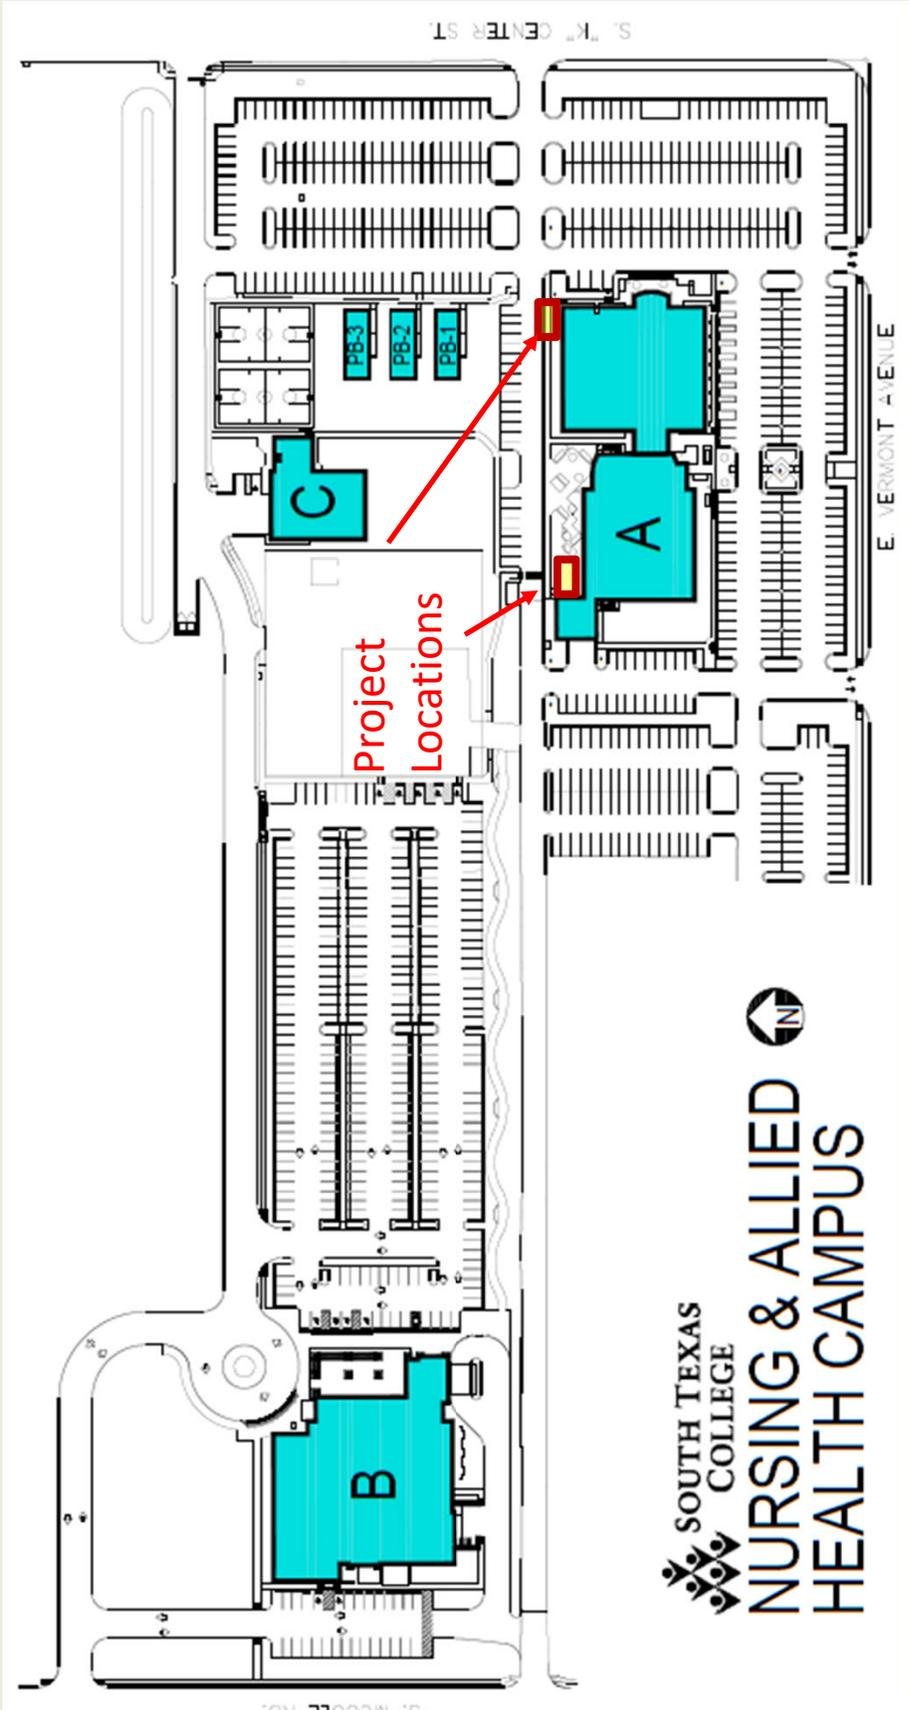 S. "K" CENTER ST.
PB-3
PB-2
PB-1
C
A
E. VERMONT AVENUE
Project
Locations
B
N
SOUTH TEXAS
COLLEGE
NURSING & ALLIED
HEALTH CAMPUS